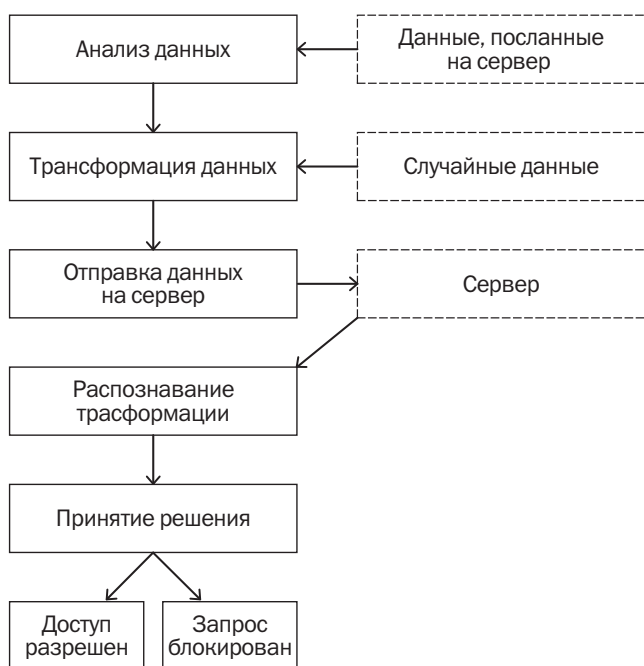 Анализ данных
Данные, посланные
на сервер
Трансформация данных
Случайные данные
Отправка данных
на сервер
Сервер
Распознавание
трасформации
Принятие решения
Доступ
разрешен
Запрос
блокирован